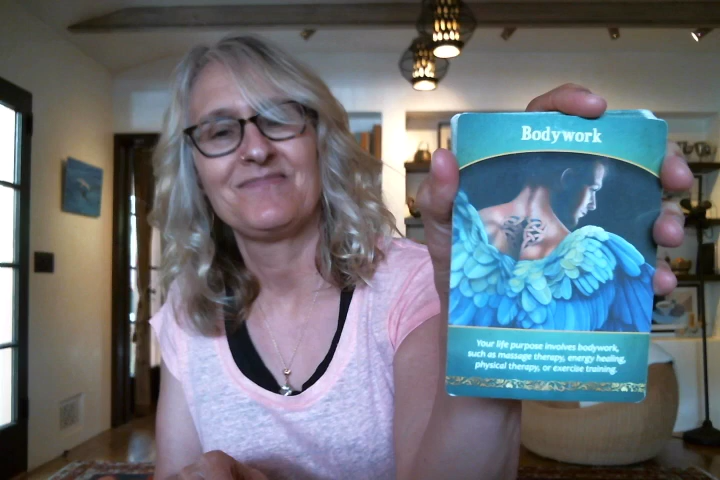 Bodywork
Your life purpose involves bodywork,
such as massage therapy, energy healing,
physical therapy, or exercise training.